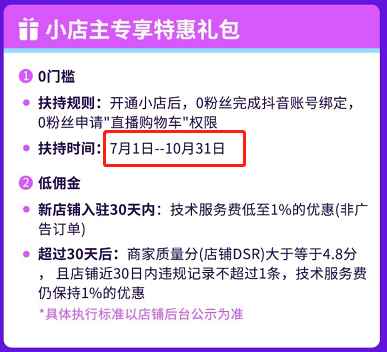 小店主专享特惠礼包
1 0门槛
扶持规则：开通小店后，0粉丝完成抖音账号绑定，
0粉丝申请"直播购物车"权限
扶持时间：7月1日--10月31日
2 低佣金
新店铺入驻30天内：技术服务费低至1%的优惠(非广
告订单)
超过30天后：商家质量分(店铺DSR)大于等于4.8分
，且店铺近30日内违规记录不超过1条，技术服务费
仍保持1%的优惠
*具体执行标准以店铺后台公示为准